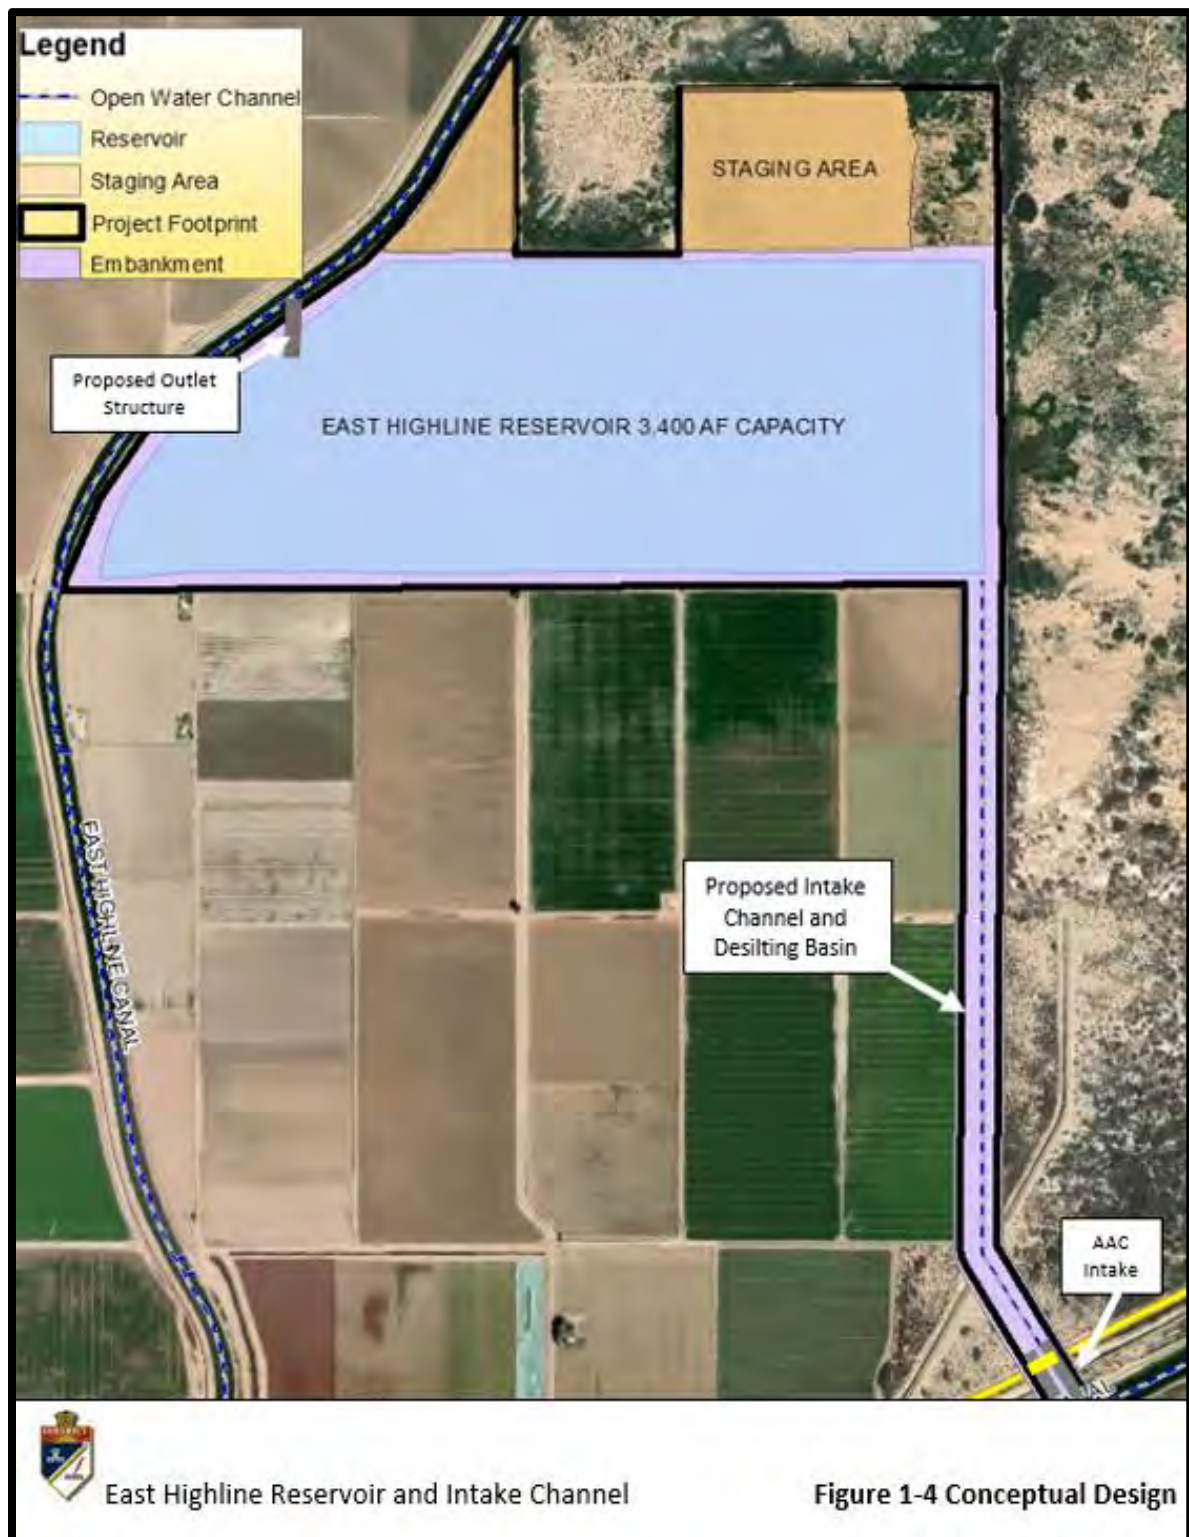 Legend
Open Water Channel
Reservoir
Staging Area
Project Footprint
Embankment
STAGING AREA
Proposed Outlet
Structure
EAST HIGHLINE RESERVOIR 3,400 AF CAPACITY
EAST HIGHLINE CANAL
Proposed Intake
Channel and
Desilting Basin
AAC
Intake
East Highline Reservoir and Intake Channel
Figure 1-4 Conceptual Design